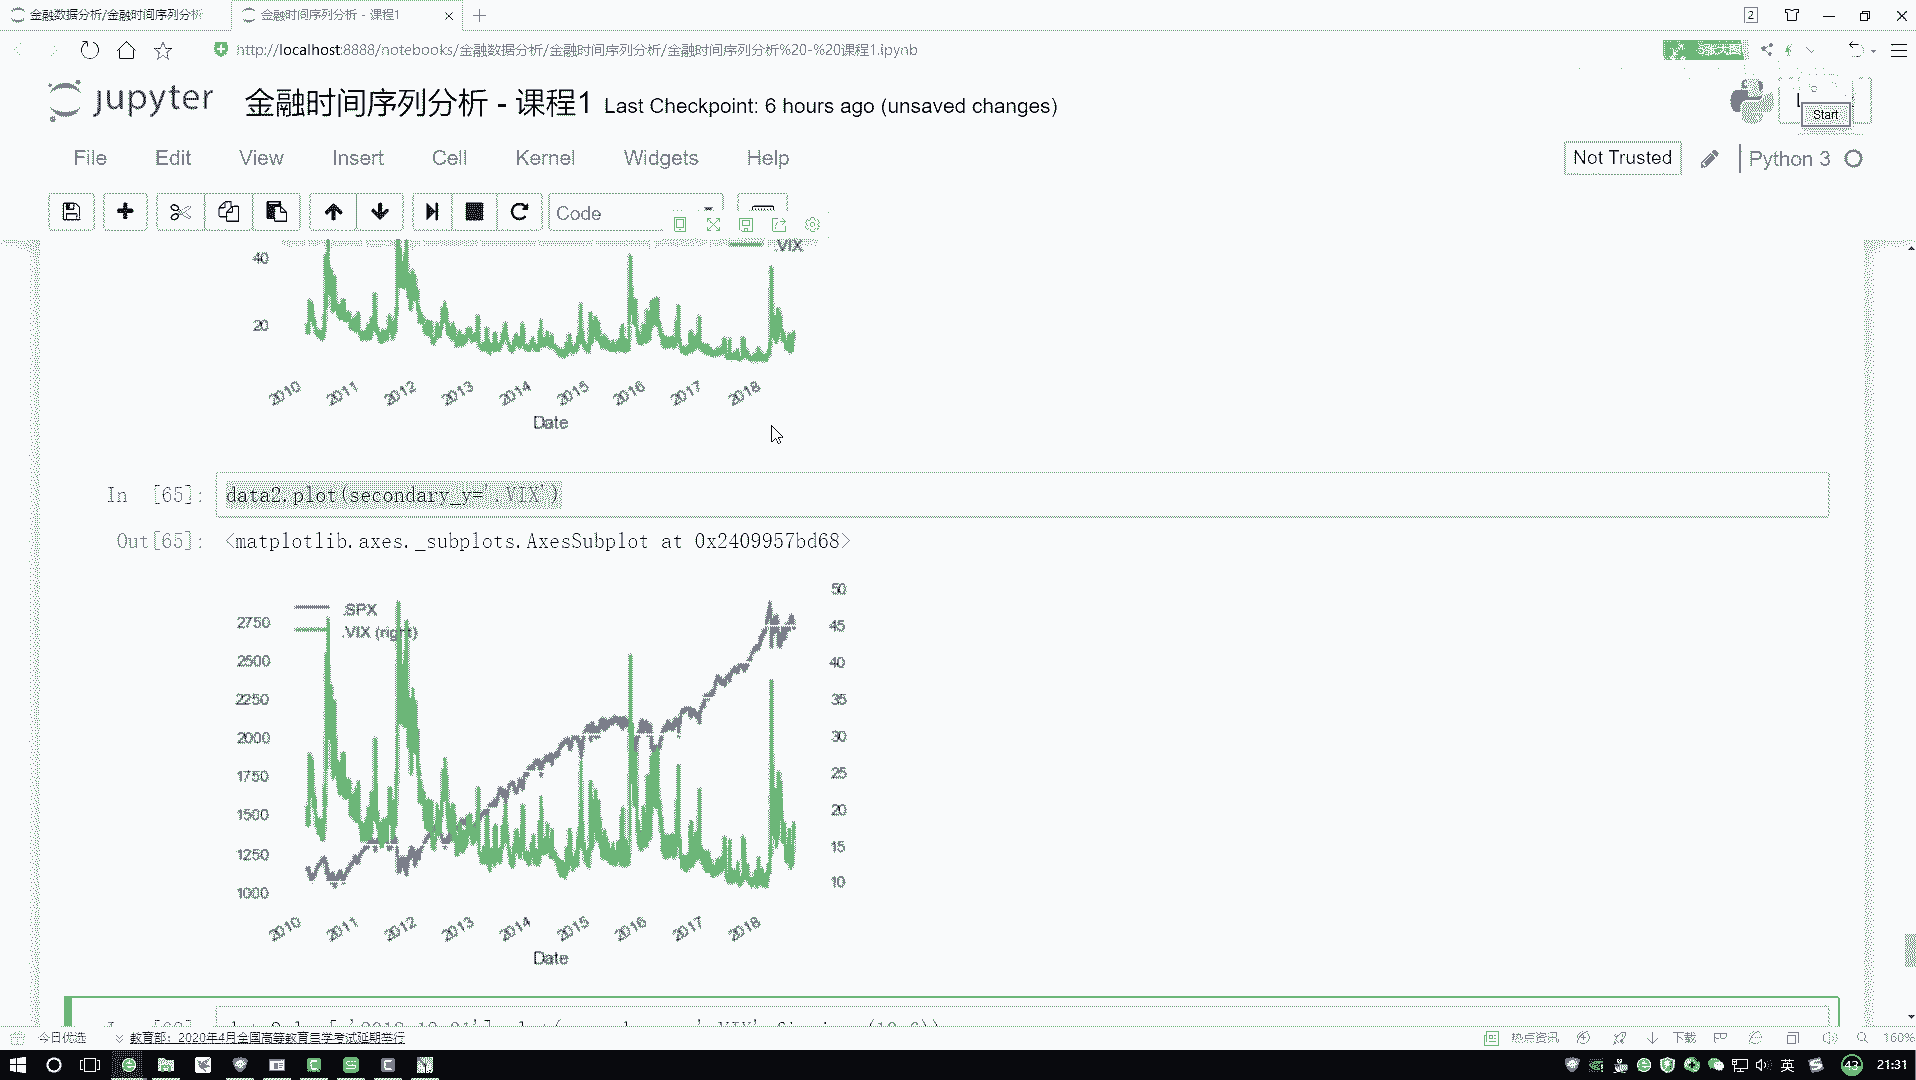 金融数据分析/金融时间序列分析
金融时间序列分析 - 课程1
2
http://localhost:8888/notebooks/金融数据分析/金融时间序列分析/金融时间序列分析%20-%20课程1.ipynb
jupyter 金融时间序列分析 - 课程1 Last Checkpoint: 6 hours ago (unsaved changes)
Start
File Edit View Insert Cell Kernel Widgets Help
Not Trusted
Python 3
Code
.VIX
40
20
2010 2011 2012 2013 2014 2015 2016 2017 2018
Date
In [65]: data2.plot(secondary_y='.VIX')
Out[65]: <matplotlib.axes._subplots.AxesSubplot at 0x2409957bd68>
.SPX
.VIX (right)
2750
2500
2250
2000
1750
1500
1250
1000
50
45
40
35
30
25
20
15
10
2010 2011 2012 2013 2014 2015 2016 2017 2018
Date
今日优选
教育部：2020年4月全国高等教育自学考试延期举行
热点资讯
下载
160%
英
43
21:31